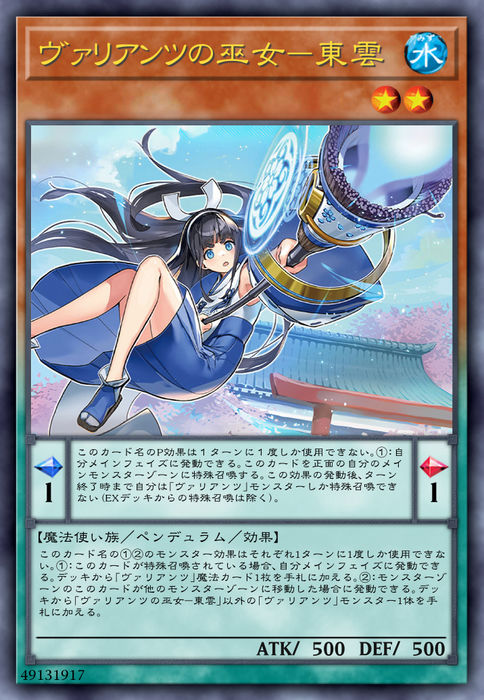 ヴァリアンツの巫女－東雲
みず
水
このカード名のP効果は1ターンに1度しか使用できない。①：自
分メインフェイズに発動できる。このカードを正面の自分のメイ
ンモンスターゾーンに特殊召喚する。この効果の発動後、ターン
終了時まで自分は「ヴァリアンツ」モンスターしか特殊召喚でき
ない（EXデッキからの特殊召喚は除く）。
1
1
【魔法使い族／ペンデュラム／効果】
このカード名の①②のモンスター効果はそれぞれ1ターンに1度しか使用できな
い。①：このカードが特殊召喚されている場合、自分メインフェイズに発動でき
る。デッキから「ヴァリアンツ」魔法カード1枚を手札に加える。②：モンスターゾー
ンのこのカードが他のモンスターゾーンに移動した場合に発動できる。デッ
キから「ヴァリアンツの巫女－東雲」以外の「ヴァリアンツ」モンスター1体を手
札に加える。
ATK/ 500 DEF/ 500
49131917